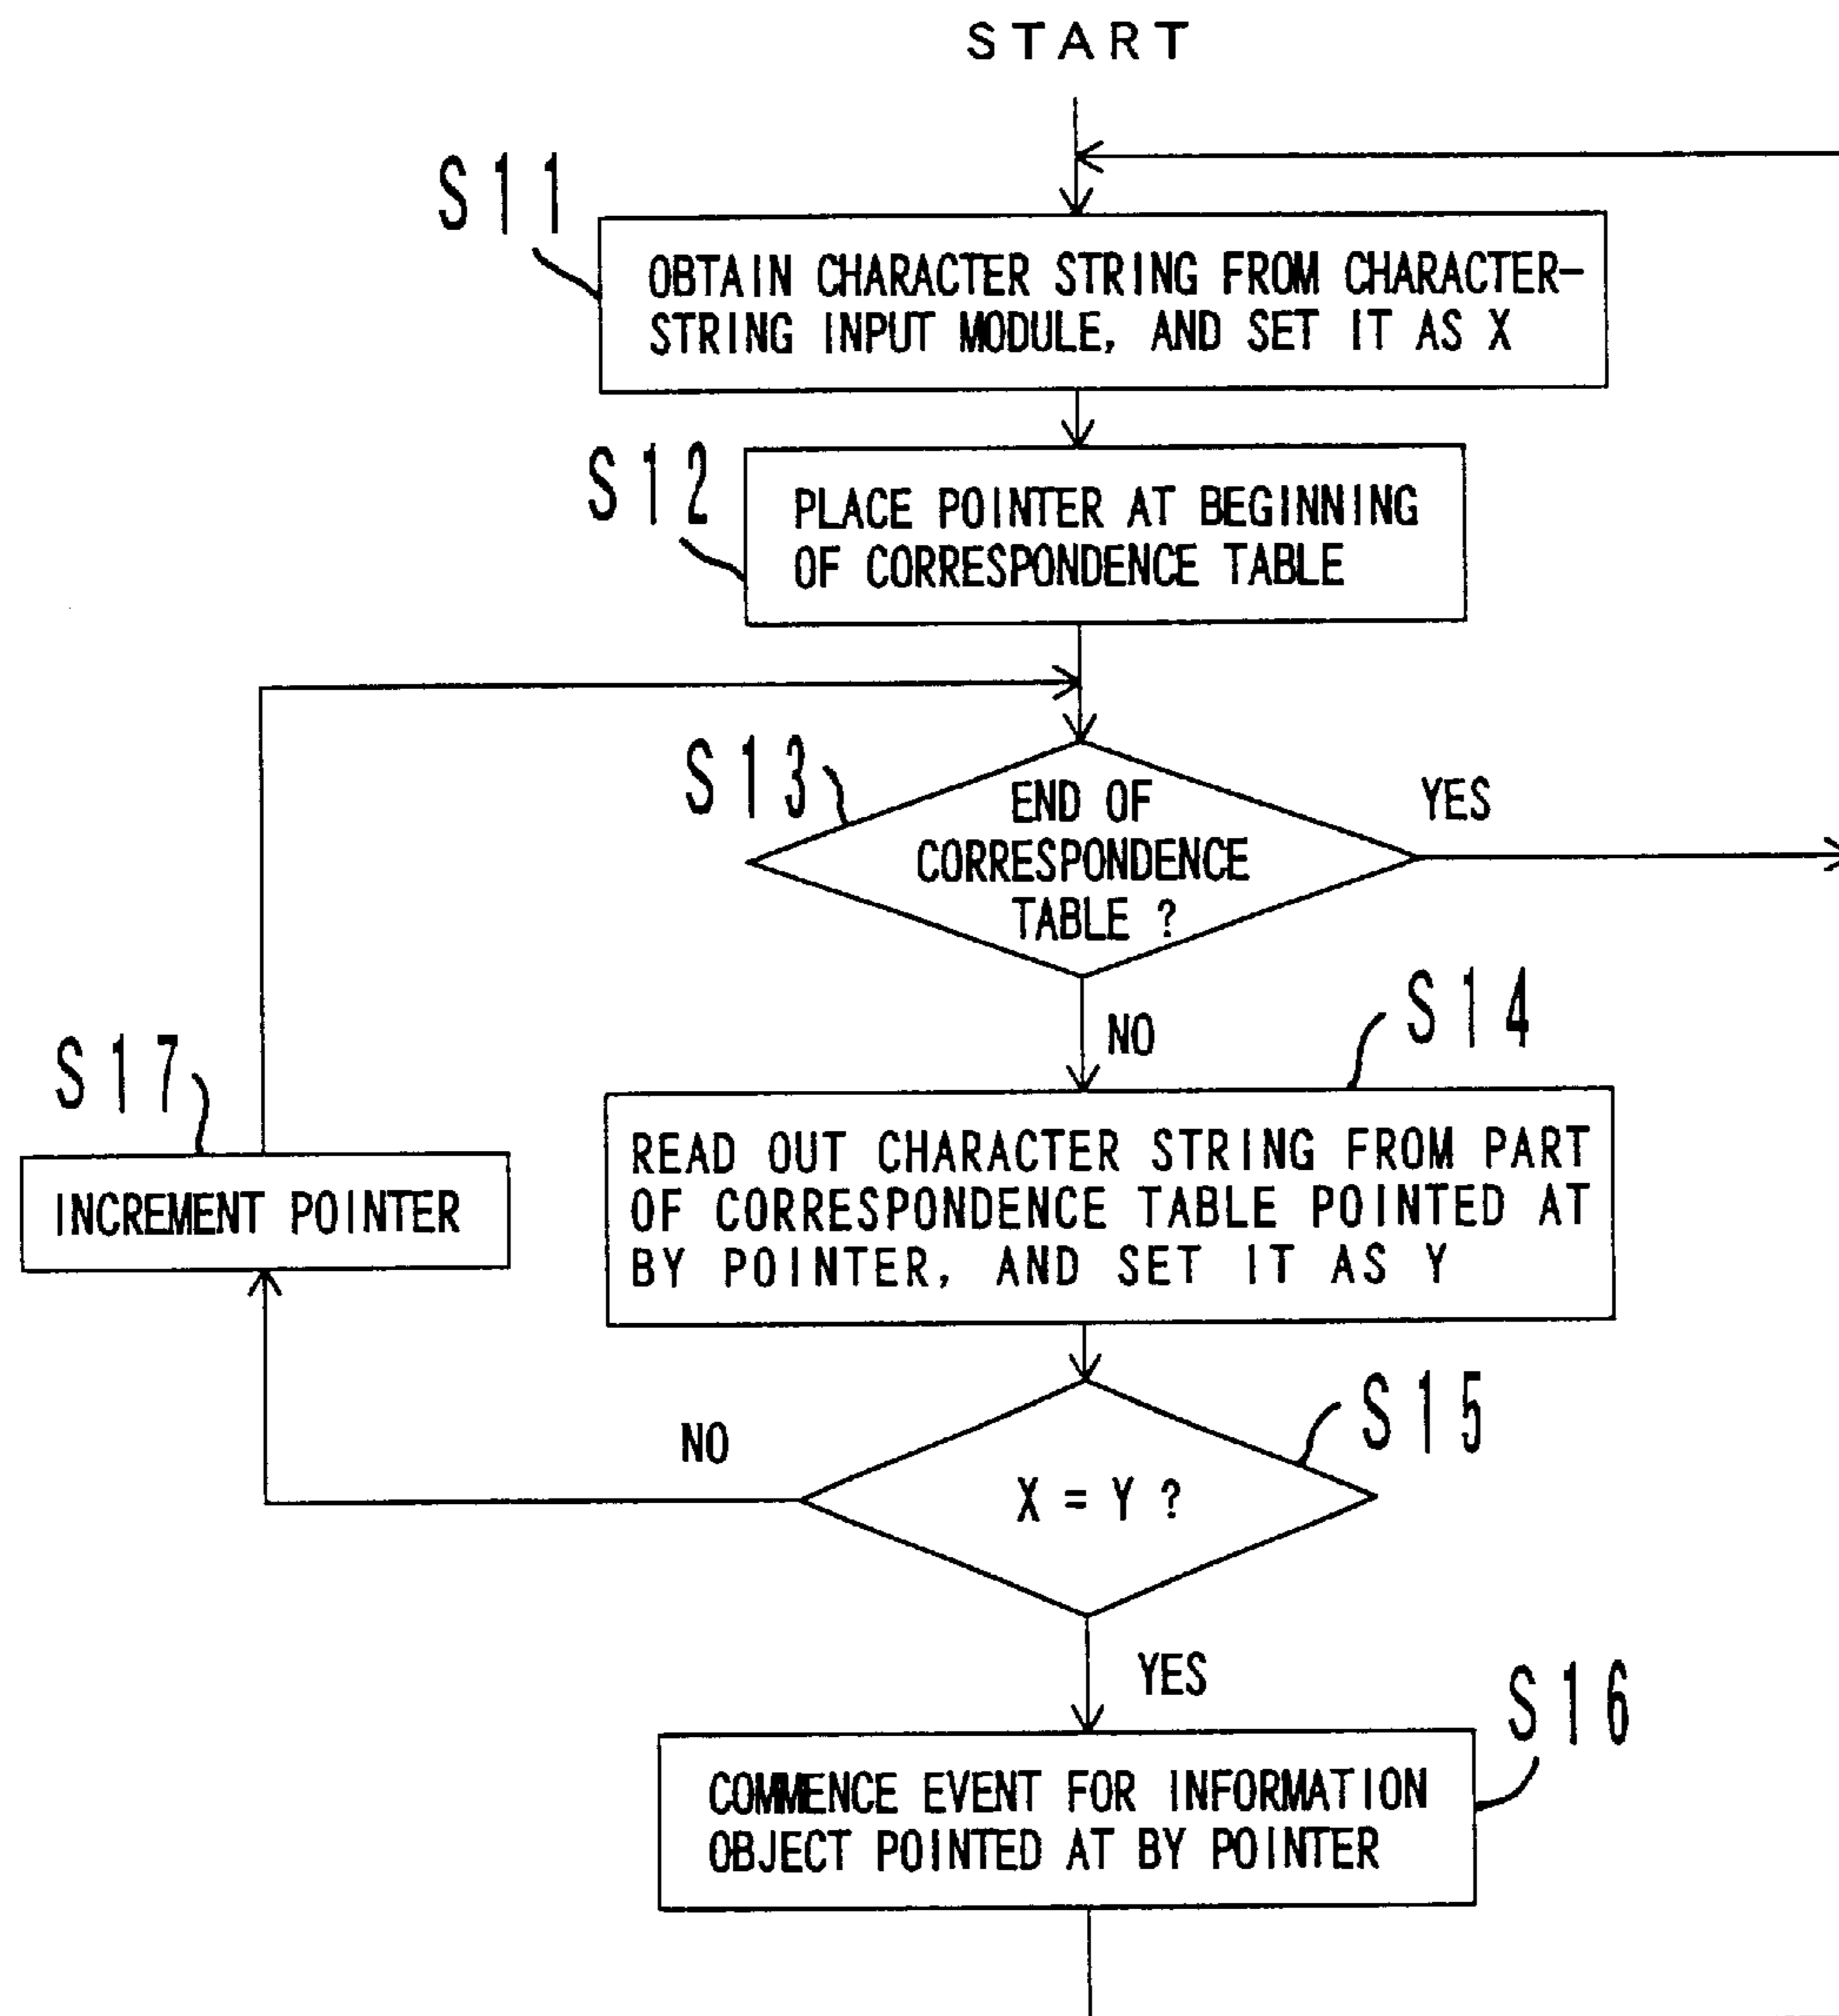 START
S11
OBTAIN CHARACTER STRING FROM CHARACTER-
STRING INPUT MODULE, AND SET IT AS X
S12
PLACE POINTER AT BEGINNING
OF CORRESPONDENCE TABLE
S13
END OF
CORRESPONDENCE
TABLE ?
YES
NO
S14
READ OUT CHARACTER STRING FROM PART
OF CORRESPONDENCE TABLE POINTED AT
BY POINTER, AND SET IT AS Y
S17
INCREMENT POINTER
S15
X = Y ?
NO
YES
S16
COMMENCE EVENT FOR INFORMATION
OBJECT POINTED AT BY POINTER